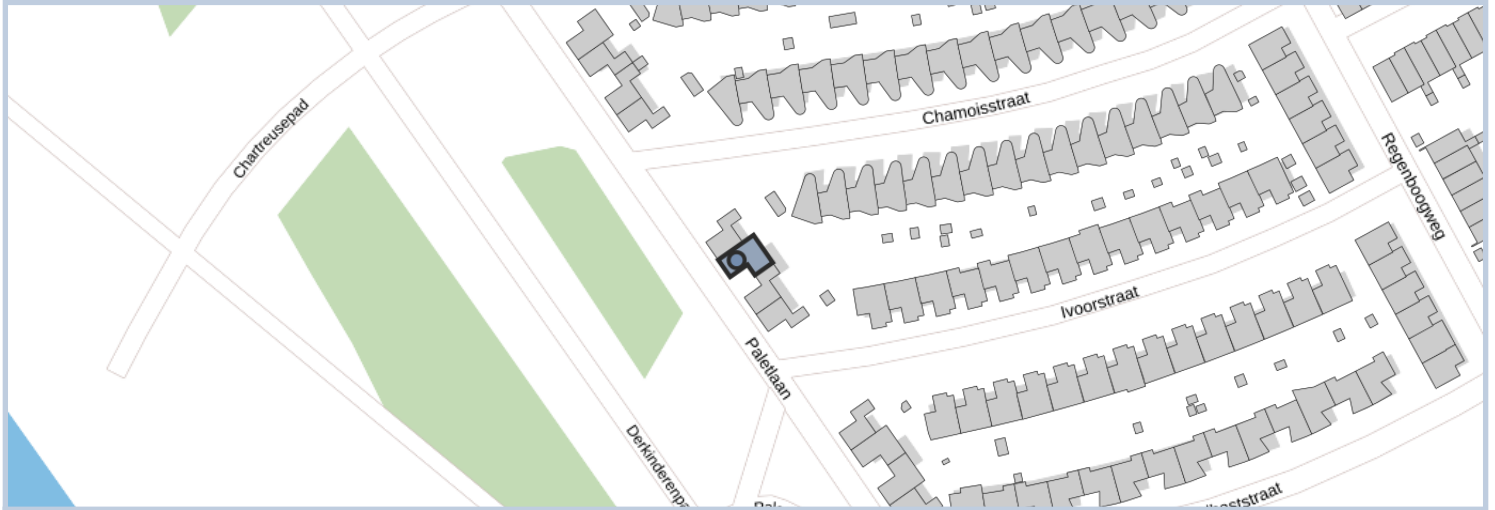 Chartreusepad
Chamoisstraat
Regenboogweg
Ivoorstraat
Paletlaan